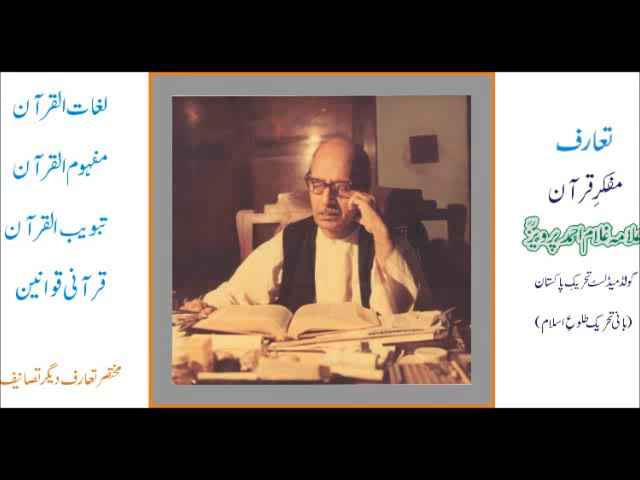 تعارف
مفکرِ قرآن
علامہ غلام احمد پرویزؒ
گولڈ میڈلسٹ تحریکِ پاکستان
(بانی تحریک طلوعِ اسلام)
لغات القرآن
مفہوم القرآن
تبویب القرآن
قرآنی قوانین
مختصر تعارف دیگر تصانیف